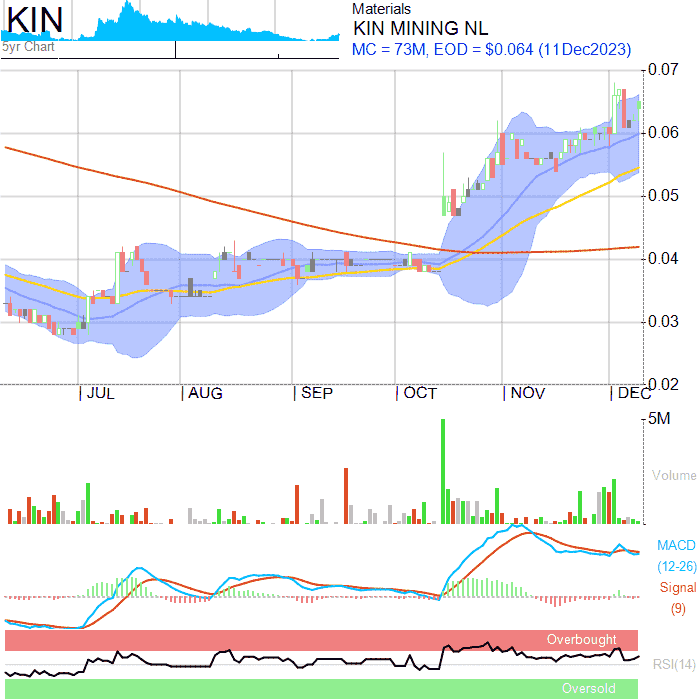 KIN
5yr Chart
Materials
KIN MINING NL
MC = 73M, EOD = $0.064 (11Dec2023)
0.07
0.06
0.05
0.04
0.03
0.02
JUL AUG SEP OCT NOV DEC
5M
Volume
MACD
(12-26)
Signal
(9)
Overbought
RSI(14)
Oversold